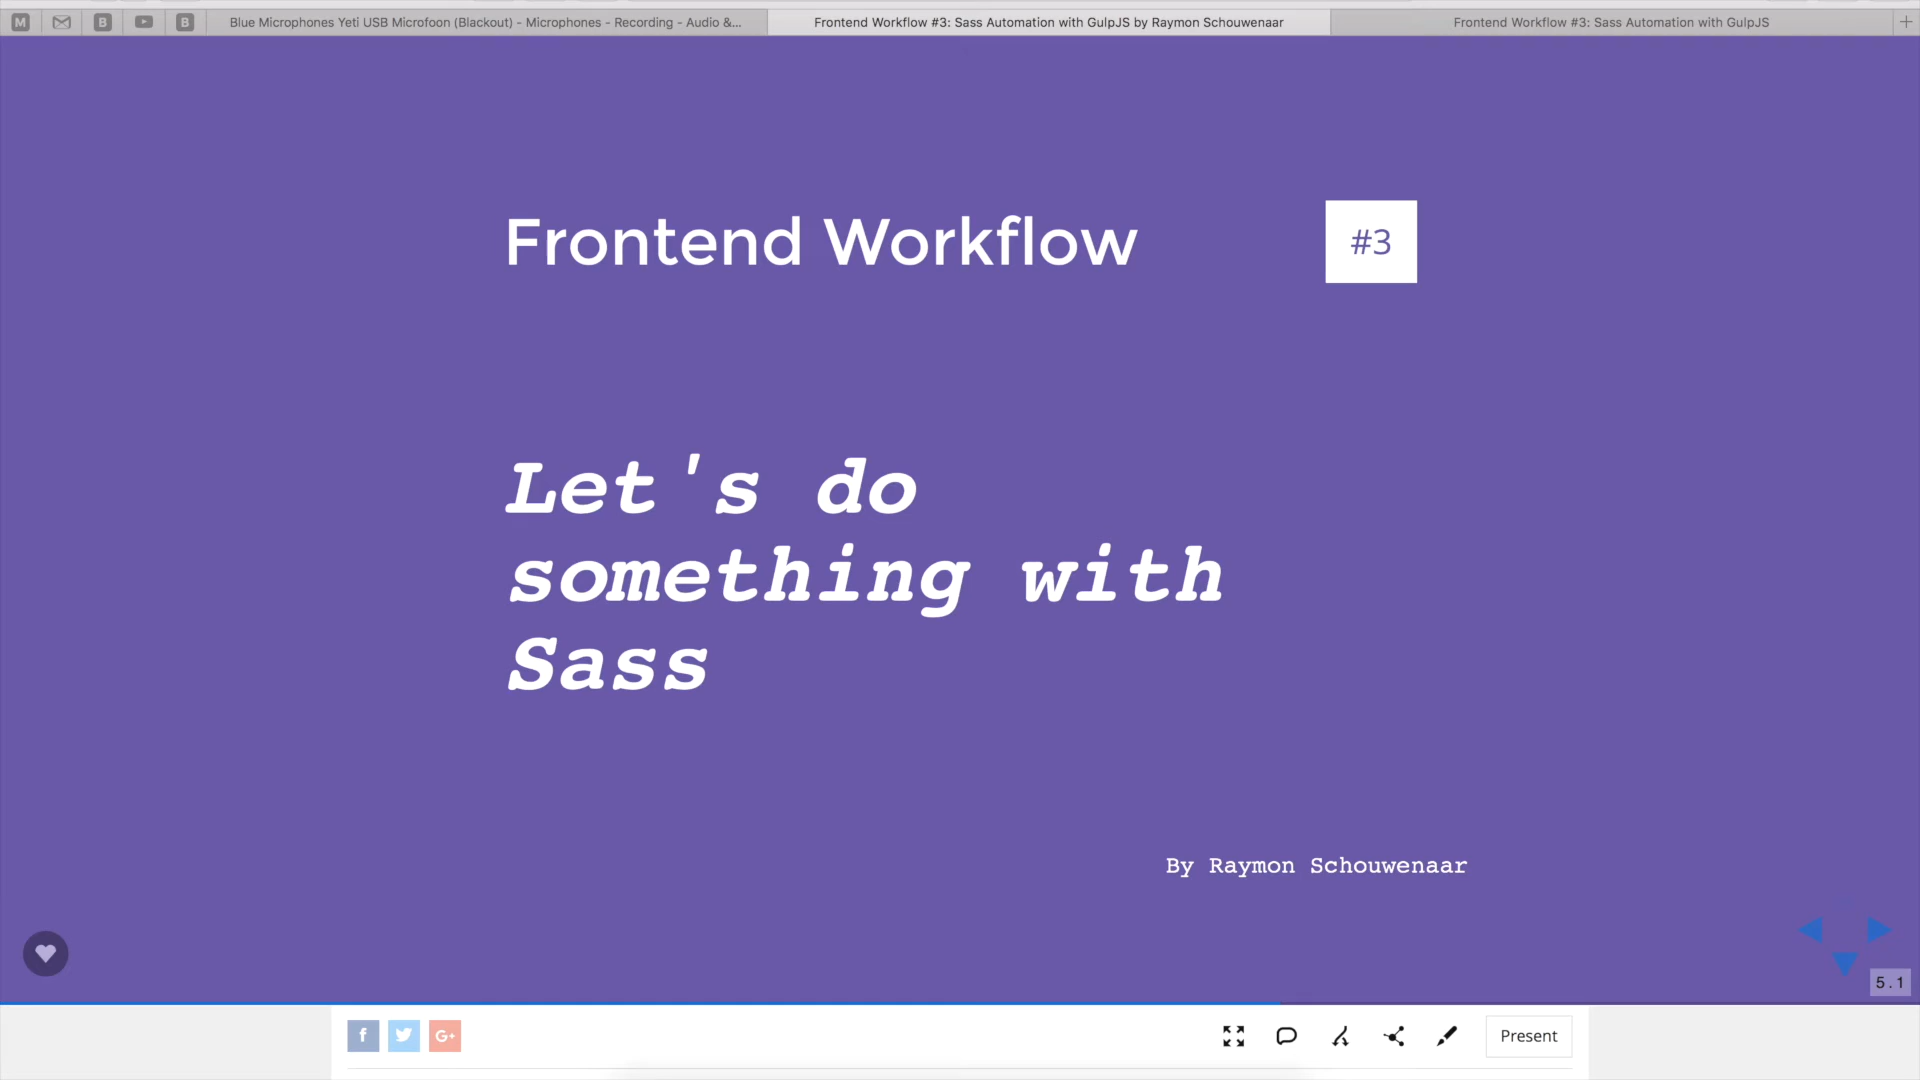 M
B
B
Blue Microphones Yeti USB Microfoon (Blackout) - Microphones - Recording - Audio &...
Frontend Workflow #3: Sass Automation with GulpJS by Raymon Schouwenaar
Frontend Workflow #3: Sass Automation with GulpJS
Frontend Workflow
#3
Let's do
something with
Sass
By Raymon Schouwenaar
5.1
f
G+
Present